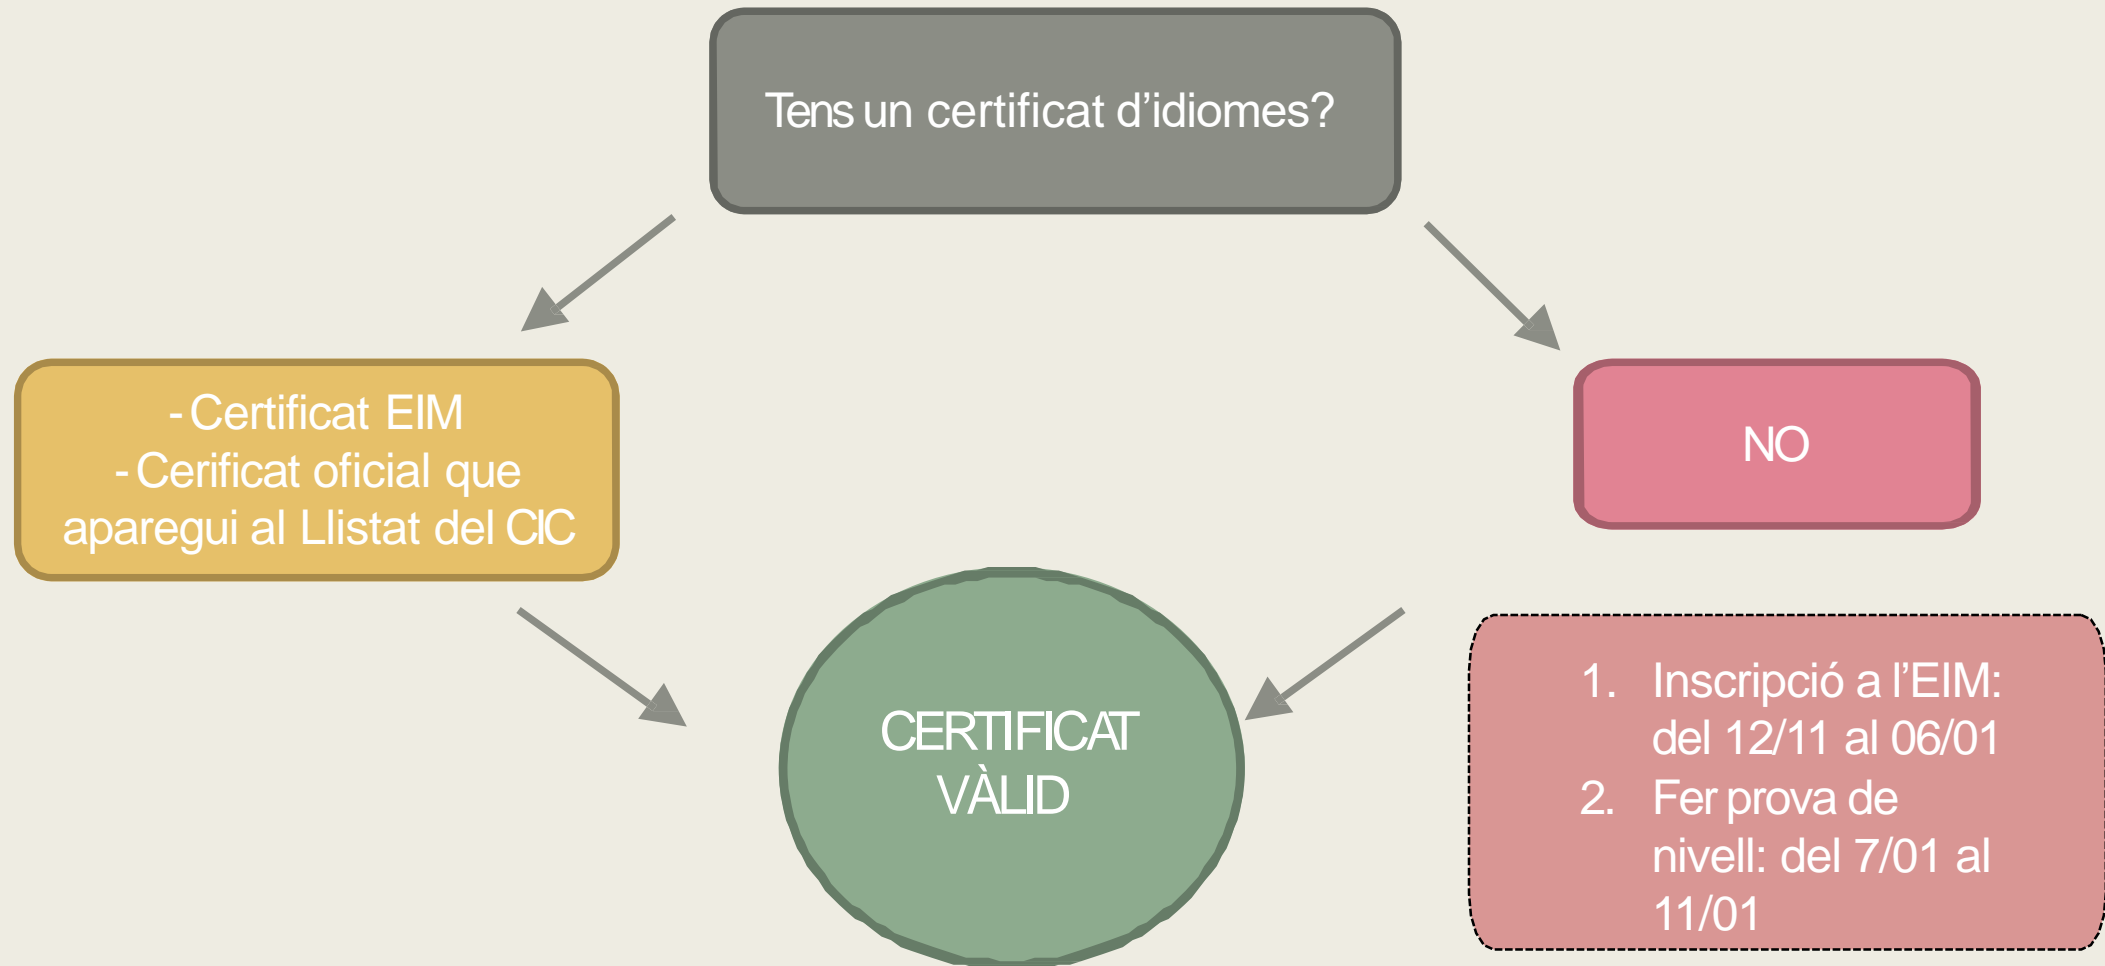 Tens un certificat d’idiomes?
- Certificat EIM
- Cerificat oficial que
aparegui al Llistat del CIC
NO
CERTIFICAT
VÀLID
1. Inscripció a l’EIM:
del 12/11 al 06/01
2. Fer prova de
nivell: del 7/01 al
11/01